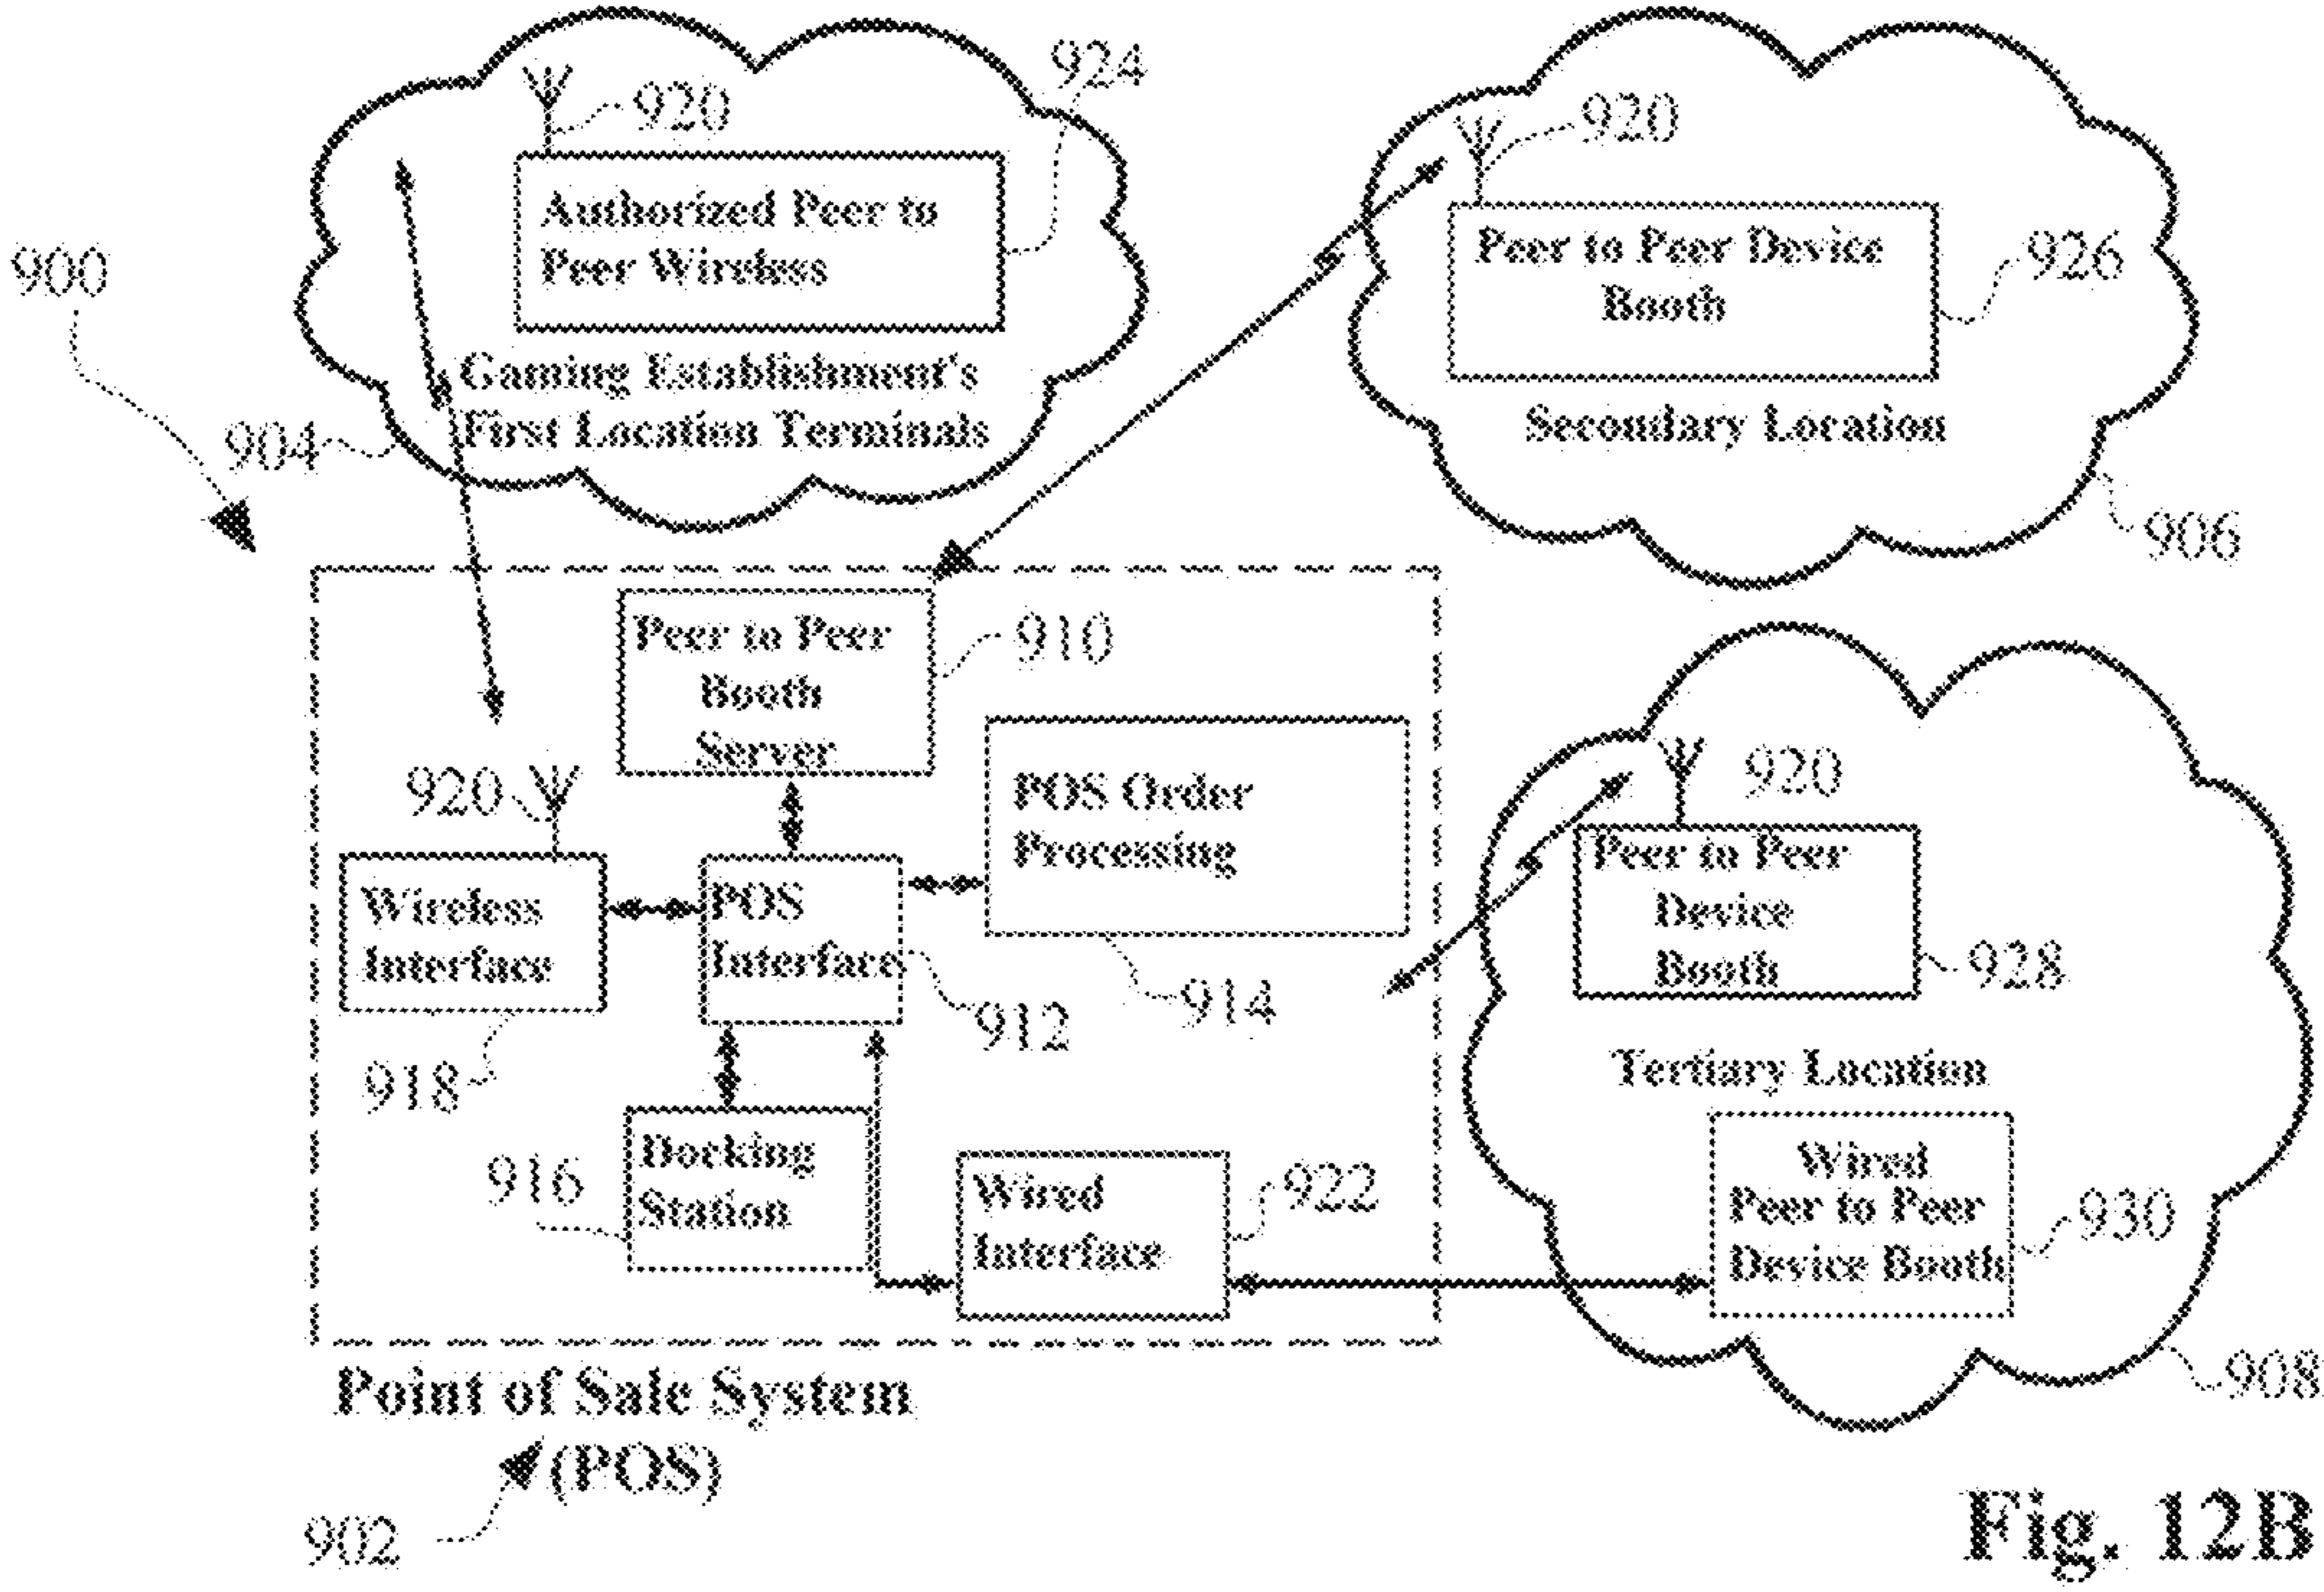 924
920
Authorized Peer to
Peer Wireless
Gaming Establishment's
First Location Terminals
904
900
920
Peer to Peer Device
Booth
926
Secondary Location
906
Peer to Peer
Booth
Server
910
POS Order
Processing
914
920
Wireless
Interface
918
POS
Interface
912
Docking
Station
916
Wired
Interface
922
920
Peer to Peer
Device
Booth
928
Tertiary Location
Wired
Peer to Peer
Device Booth
930
908
Point of Sale System
(POS)
902
Fig. 12B